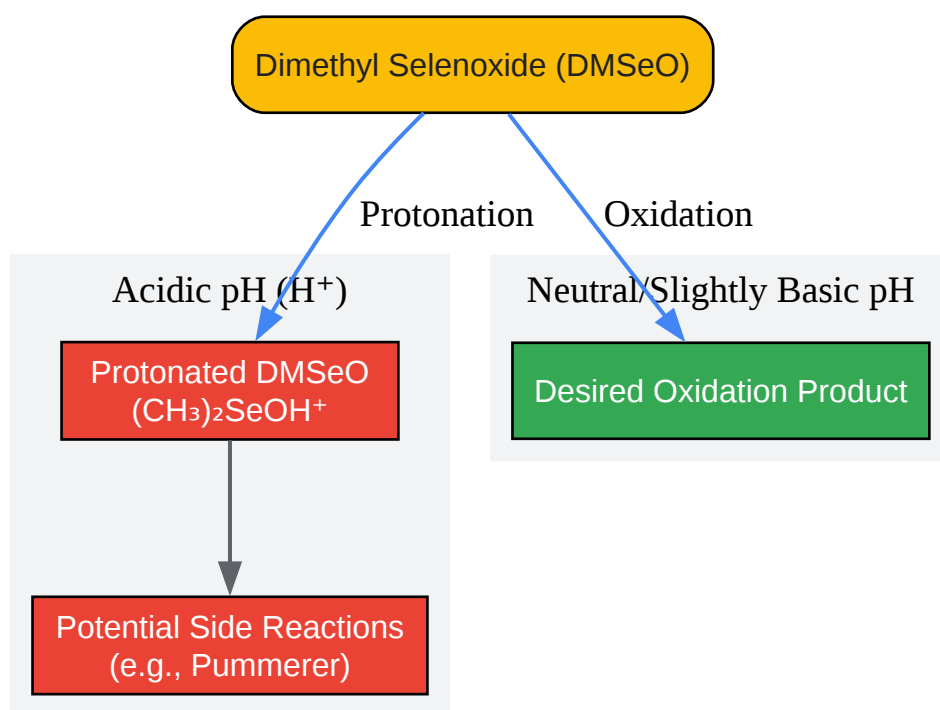 Dimethyl Selenoxide (DMSeO)
Protonation
Oxidation
Acidic pH (H⁺)
Neutral/Slightly Basic pH
Protonated DMSeO
(CH₃)₂SeOH⁺
Desired Oxidation Product
Potential Side Reactions
(e.g., Pummerer)